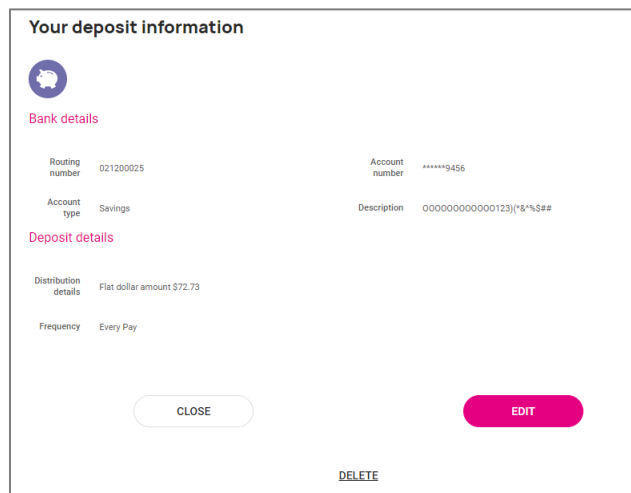 Your deposit information
Bank details
Routing number 021200025
Account number ******9456
Account type Savings
Description OOOOOOOOOOOOO123)(*&^%$##
Deposit details
Distribution details Flat dollar amount $72.73
Frequency Every Pay
CLOSE
EDIT
DELETE